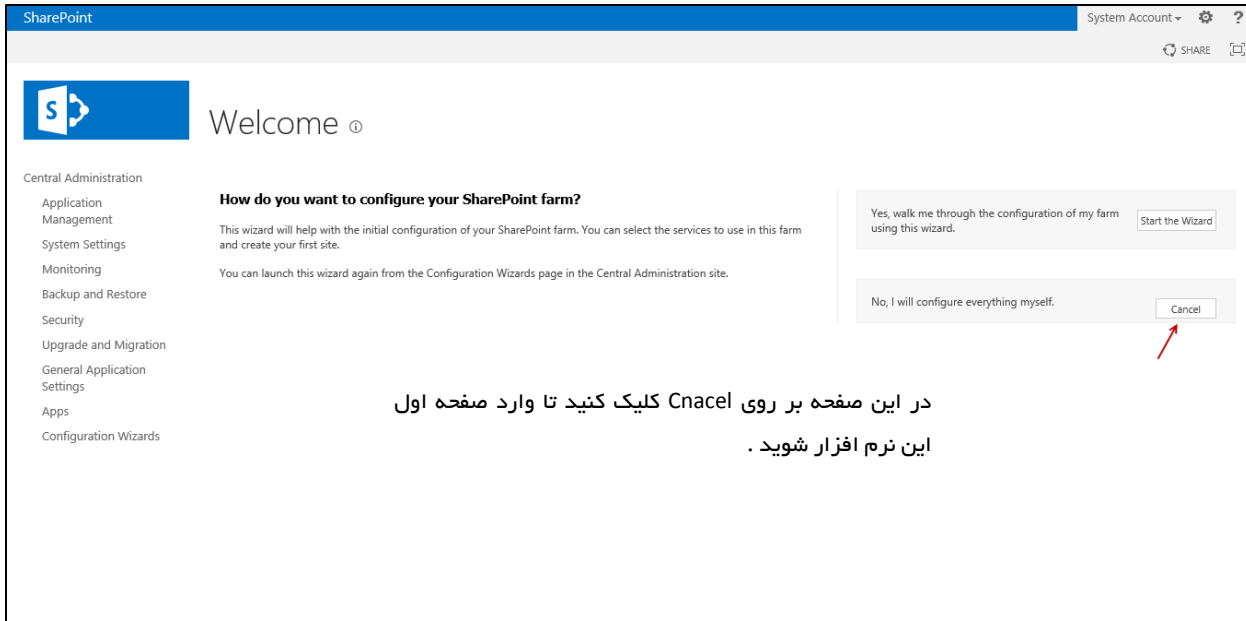 SharePoint
System Account
?
SHARE
S
Welcome
Central Administration
Application
Management
System Settings
Monitoring
Backup and Restore
Security
Upgrade and Migration
General Application
Settings
Apps
Configuration Wizards
How do you want to configure your SharePoint farm?
This wizard will help with the initial configuration of your SharePoint farm. You can select the services to use in this farm
and create your first site.
You can launch this wizard again from the Configuration Wizards page in the Central Administration site.
Yes, walk me through the configuration of my farm
using this wizard.
Start the Wizard
No, I will configure everything myself.
Cancel
در این صفحه بر روی Cnacel کلیک کنید تا وارد صفحه اول
این نرم افزار شوید .